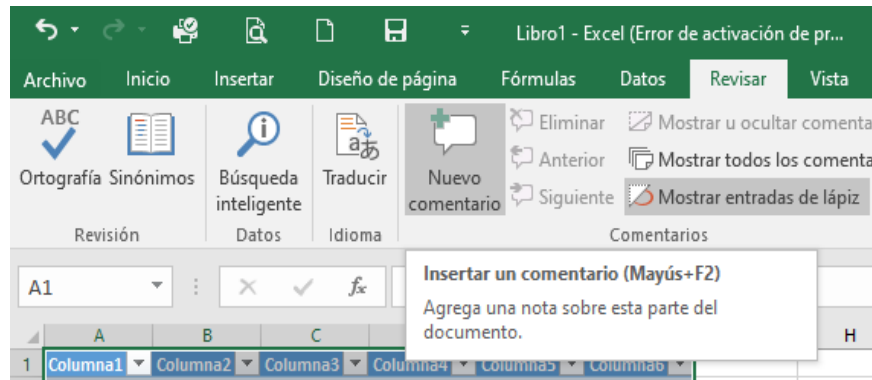 Libro1 - Excel (Error de activación de pr...
Archivo Inicio Insertar Diseño de página Fórmulas Datos Revisar Vista
ABC
Ortografía Sinónimos Búsqueda inteligente Traducir Nuevo comentario
Eliminar
Anterior
Siguiente
Mostrar u ocultar comenta
Mostrar todos los comenta
Mostrar entradas de lápiz
Revisión Datos Idioma Comentarios
A1 fx
Insertar un comentario (Mayús+F2)
Agrega una nota sobre esta parte del
documento.
A B C H
1 Columna1 Columna2 Columna3 Columna4 Columna5 Columna6